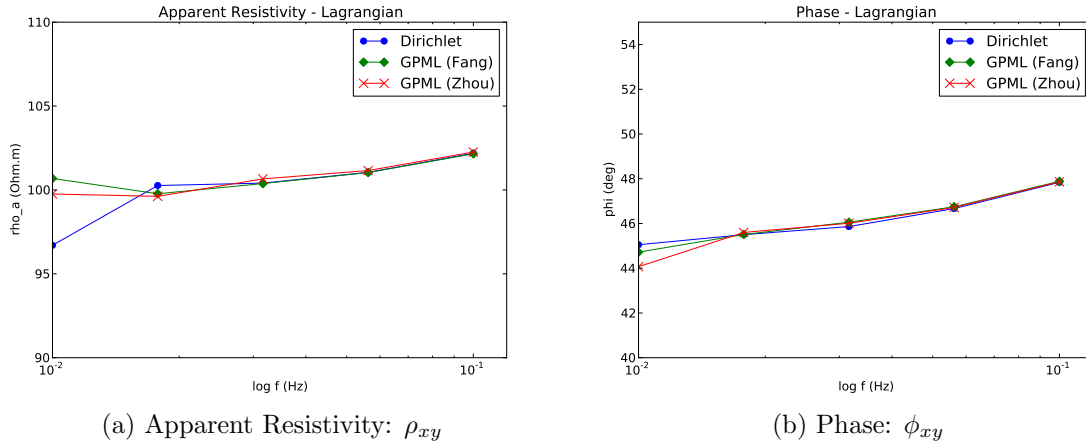 Apparent Resistivity - Lagrangian
110
105
100
95
90
rho_a (Ohm.m)
Dirichlet
GPML (Fang)
GPML (Zhou)
10^-2
10^-1
log f (Hz)
(a) Apparent Resistivity: ρ_xy
Phase - Lagrangian
54
52
50
48
46
44
42
40
phi (deg)
Dirichlet
GPML (Fang)
GPML (Zhou)
10^-2
10^-1
log f (Hz)
(b) Phase: ϕ_xy